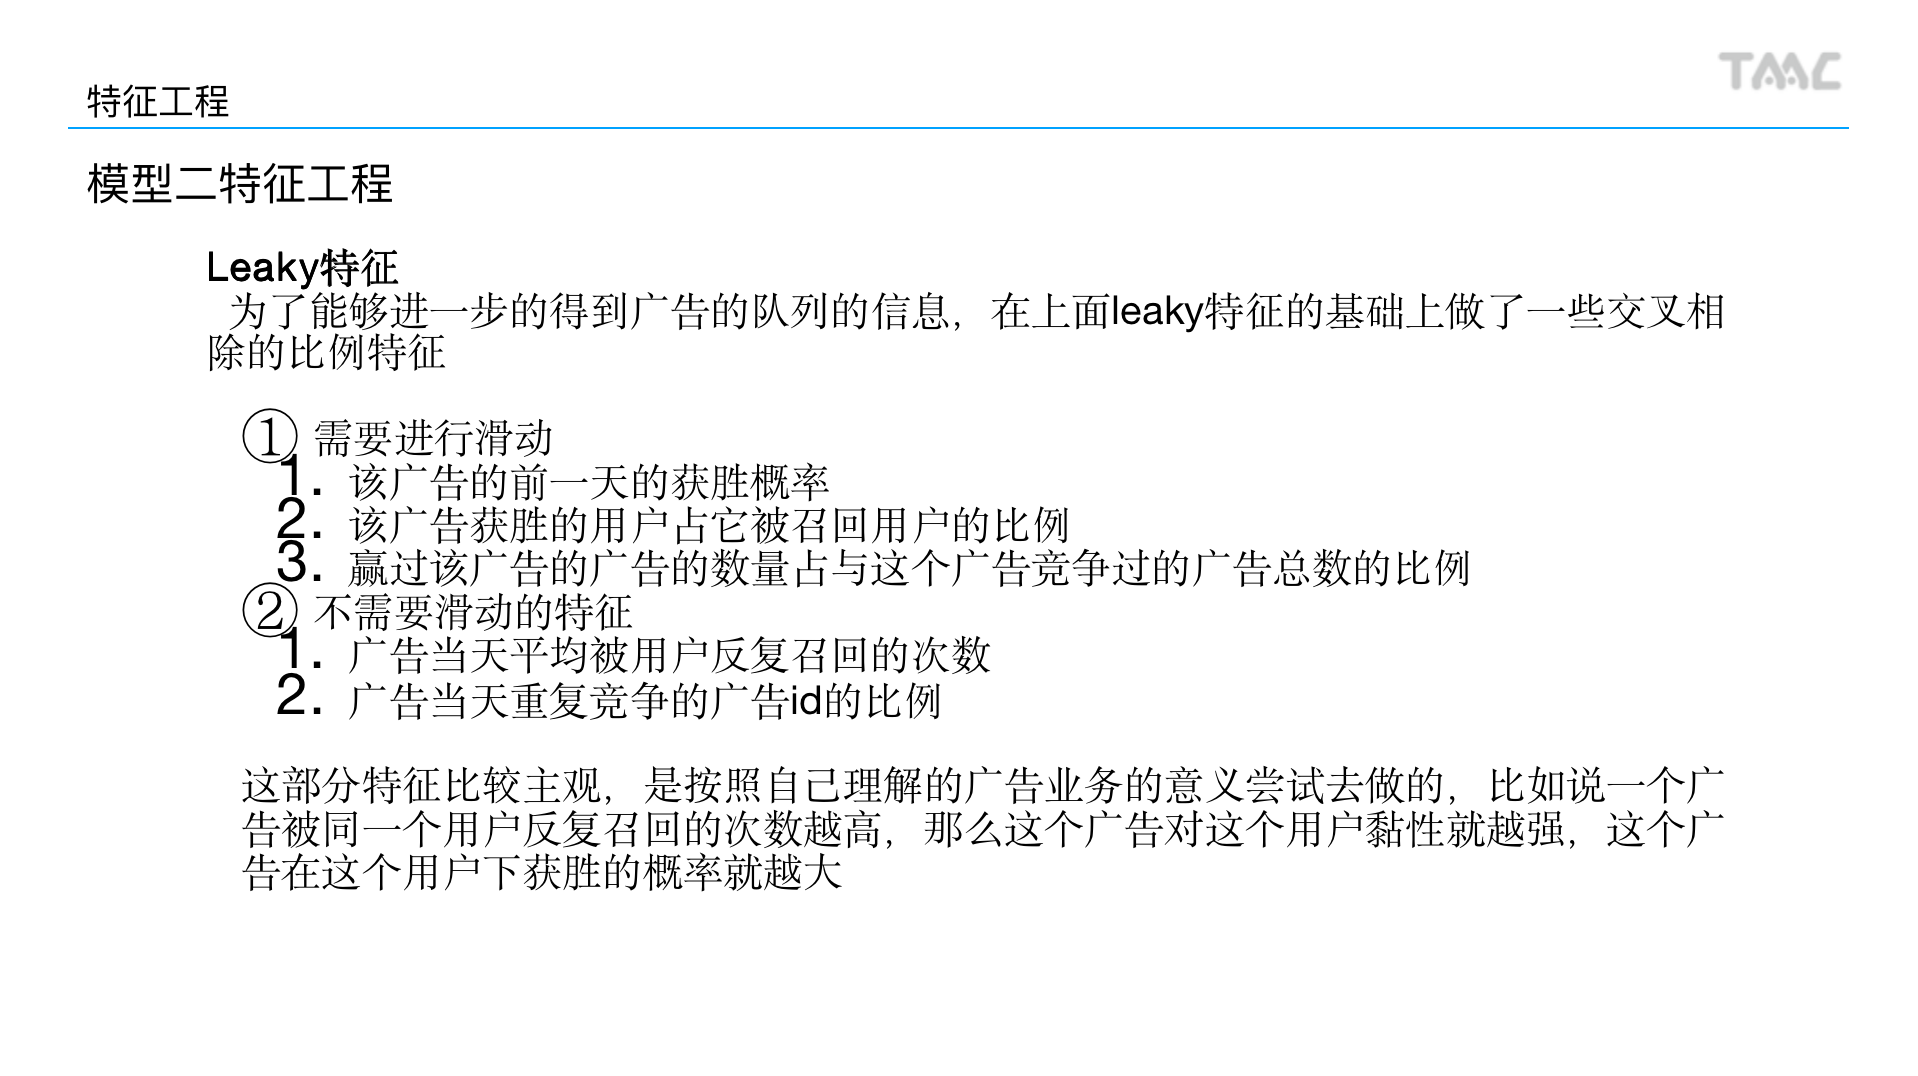 TAAC
特征工程
模型二特征工程
Leaky特征
为了能够进一步的得到广告的队列的信息，在上面leaky特征的基础上做了一些交叉相
除的比例特征
① 需要进行滑动
1. 该广告的前一天的获胜概率
2. 该广告获胜的用户占它被召回用户的比例
3. 赢过该广告的广告的数量占与这个广告竞争过的广告总数的比例
② 不需要滑动的特征
1. 广告当天平均被用户反复召回的次数
2. 广告当天重复竞争的广告id的比例
这部分特征比较主观，是按照自己理解的广告业务的意义尝试去做的，比如说一个广
告被同一个用户反复召回的次数越高，那么这个广告对这个用户黏性就越强，这个广
告在这个用户下获胜的概率就越大